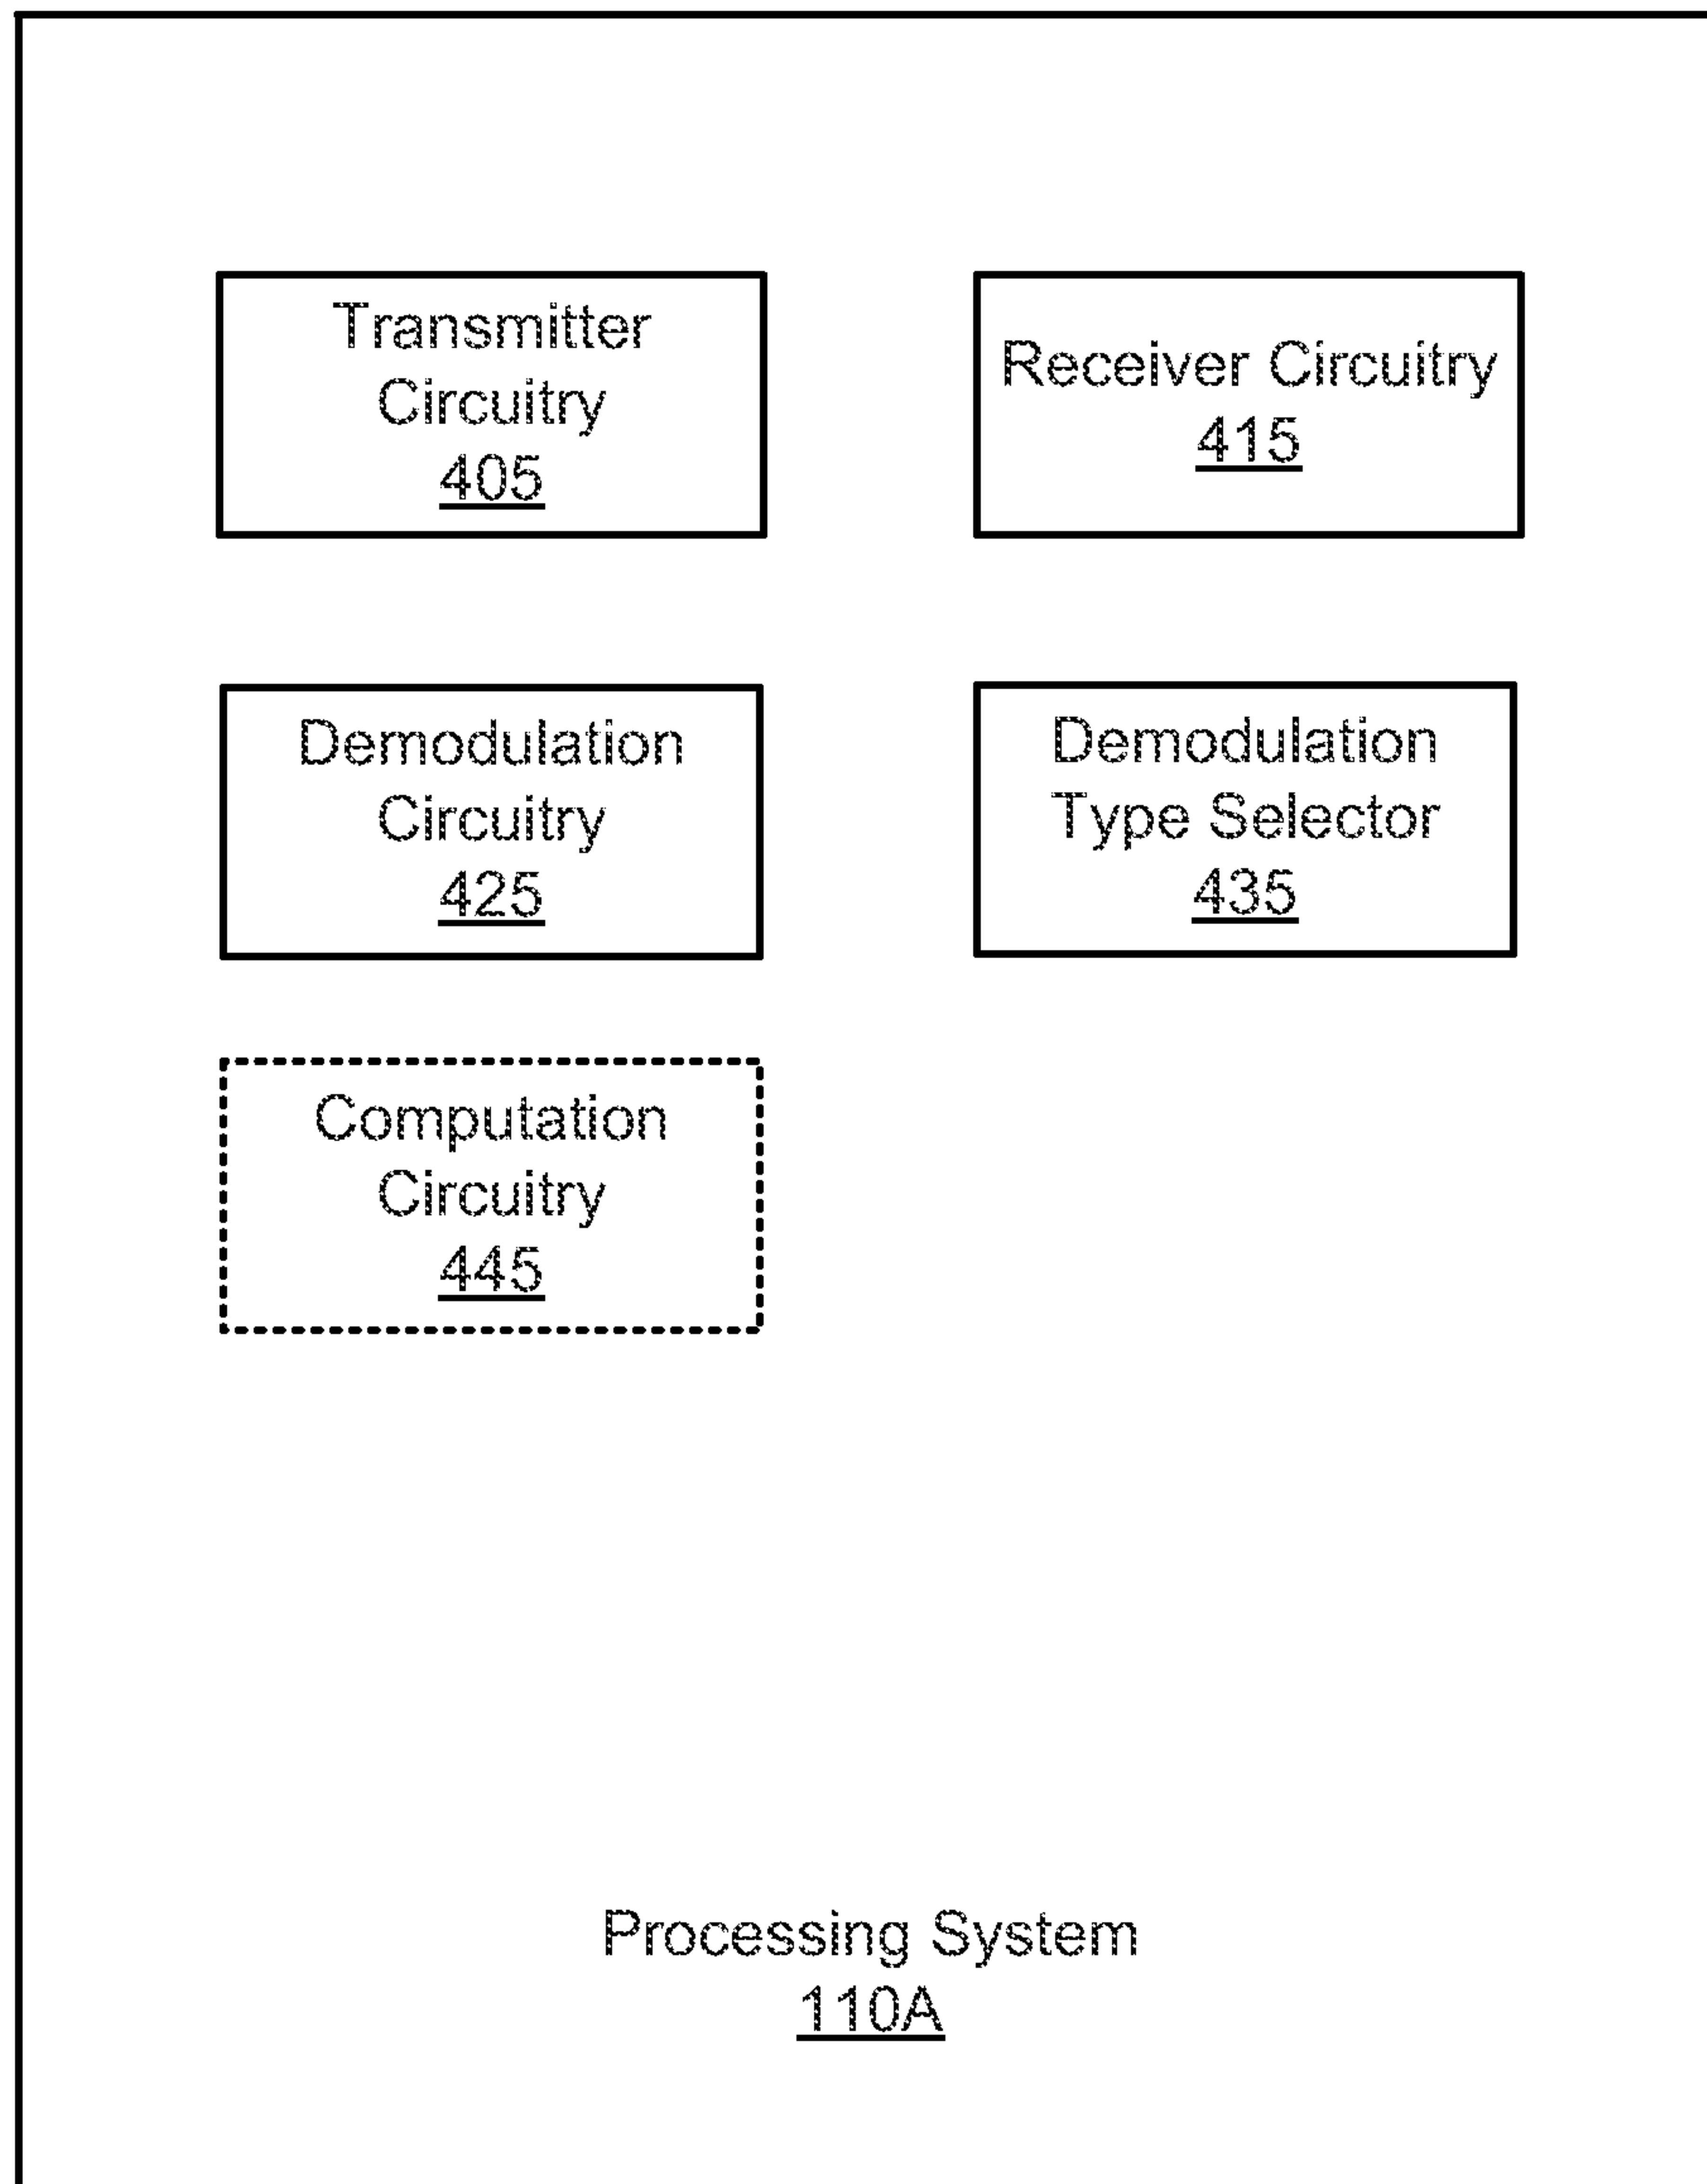 Transmitter
Circuitry
405
Receiver Circuitry
415
Demodulation
Circuitry
425
Demodulation
Type Selector
435
Computation
Circuitry
445
Processing System
110A